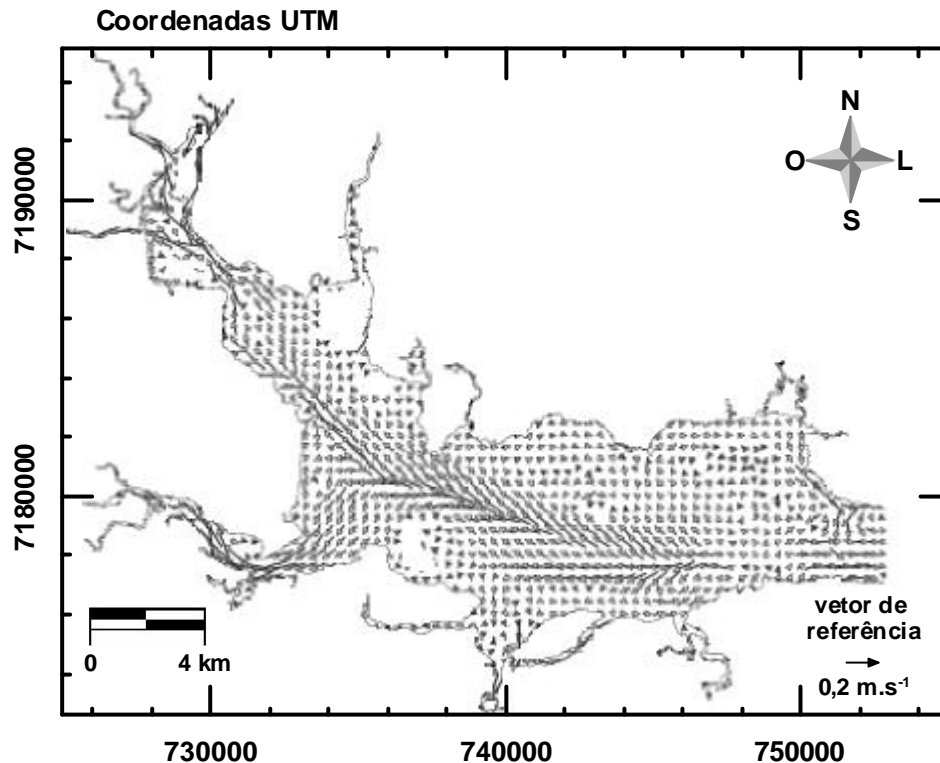 Coordenadas UTM
N
O L
S
7190000
7180000
vetor de
referência
0,2 m.s⁻¹
0 4 km
730000 740000 750000